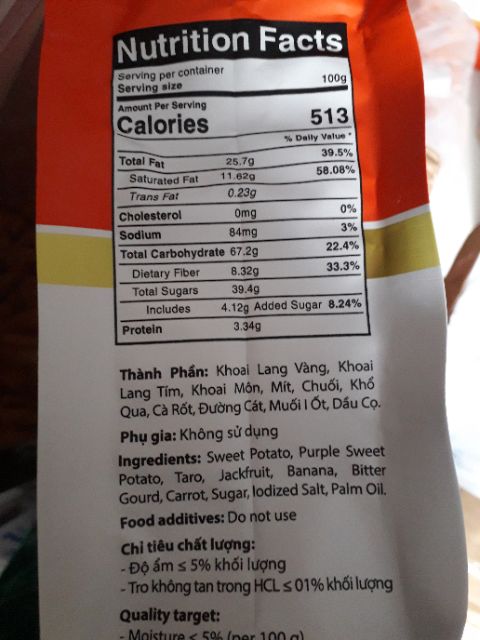 Nutrition Facts
Serving per container
Serving size 100g
Amount Per Serving
Calories 513
% Daily Value *
Total Fat 25.7g 39.5%
Saturated Fat 11.62g 58.08%
Trans Fat 0.23g
Cholesterol 0mg 0%
Sodium 84mg 3%
Total Carbohydrate 67.2g 22.4%
Dietary Fiber 8.32g 33.3%
Total Sugars 39.4g
Includes 4.12g Added Sugar 8.24%
Protein 3.34g
Thành Phần: Khoai Lang Vàng, Khoai
Lang Tím, Khoai Môn, Mít, Chuối, Khổ
Qua, Cà Rốt, Đường Cát, Muối I Ốt, Dầu Cọ.
Phụ gia: Không sử dụng
Ingredients: Sweet Potato, Purple Sweet
Potato, Taro, Jackfruit, Banana, Bitter
Gourd, Carrot, Sugar, Iodized Salt, Palm Oil.
Food additives: Do not use
Chỉ tiêu chất lượng:
- Độ ẩm ≤ 5% khối lượng
- Tro không tan trong HCL ≤ 01% khối lượng
Quality target:
- Moisture ≤ 5% (per 100 g)